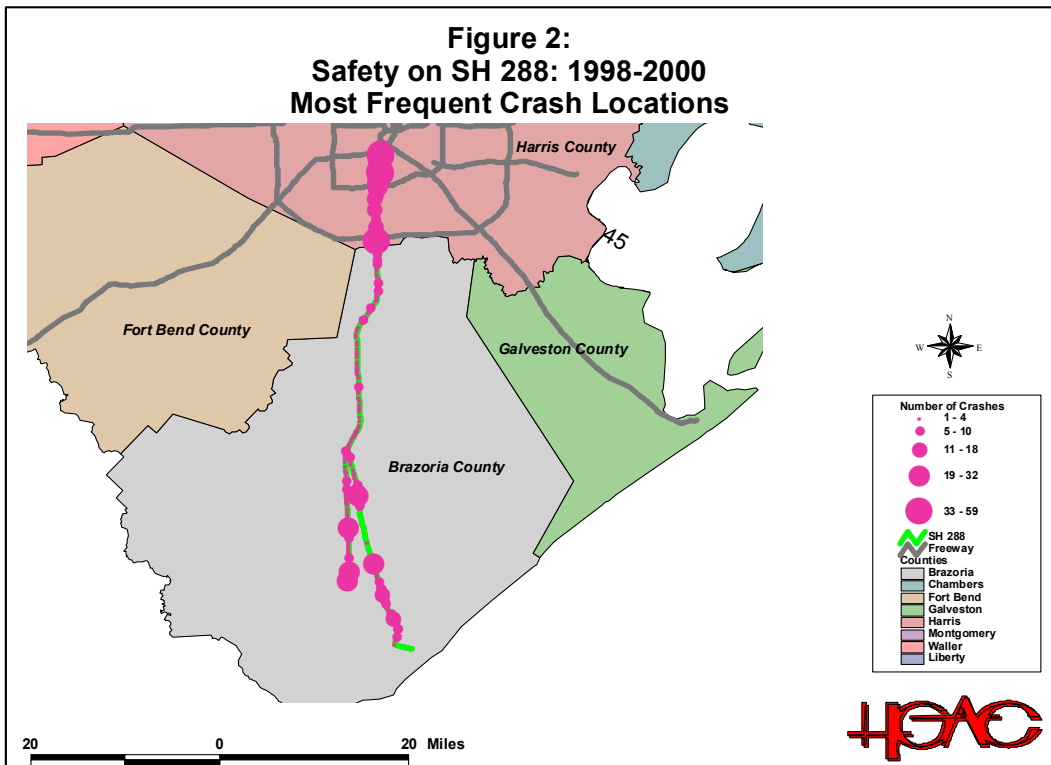 Figure 2:
Safety on SH 288: 1998-2000
Most Frequent Crash Locations
Harris County
45
Fort Bend County
Galveston County
Brazoria County
N
W E
S
Number of Crashes
1 - 4
5 - 10
11 - 18
19 - 32
33 - 59
SH 288
Freeway
Counties
Brazoria
Chambers
Fort Bend
Galveston
Harris
Montgomery
Waller
Liberty
20 0 20 Miles
HGAC